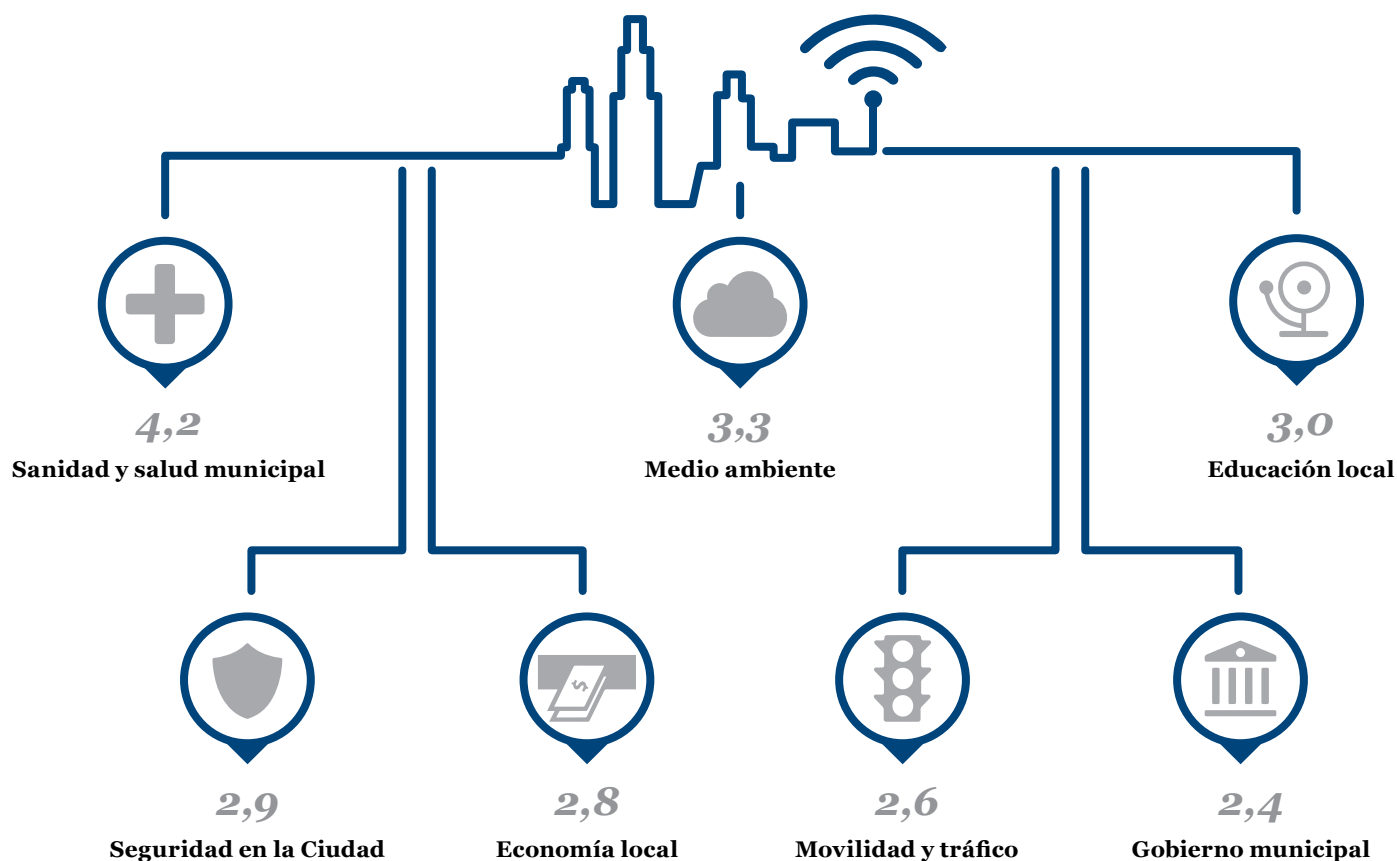 4,2
Sanidad y salud municipal
3,3
Medio ambiente
3,0
Educación local
2,9
Seguridad en la Ciudad
$
2,8
Economía local
2,6
Movilidad y tráfico
2,4
Gobierno municipal